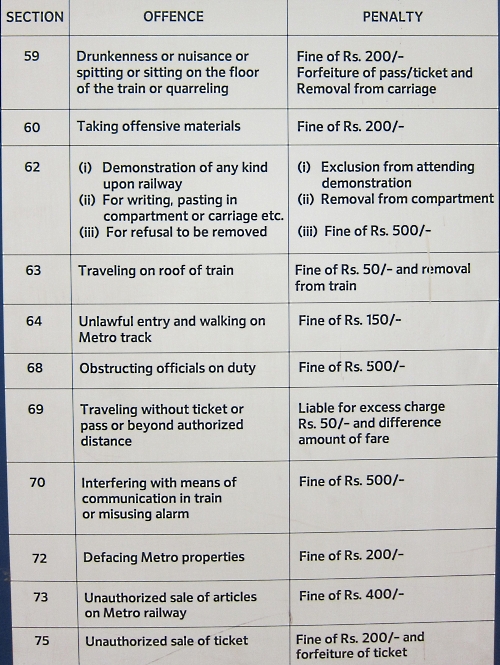 SECTION OFFENCE PENALTY
59 Drunkenness or nuisance or Fine of Rs. 200/-
spitting or sitting on the floor Forfeiture of pass/ticket and
of the train or quarreling Removal from carriage
60 Taking offensive materials Fine of Rs. 200/-
62 (i) Demonstration of any kind (i) Exclusion from attending
upon railway demonstration
(ii) For writing, pasting in (ii) Removal from compartment
compartment or carriage etc.
(iii) For refusal to be removed (iii) Fine of Rs. 500/-
63 Traveling on roof of train Fine of Rs. 50/- and removal
from train
64 Unlawful entry and walking on Fine of Rs. 150/-
Metro track
68 Obstructing officials on duty Fine of Rs. 500/-
69 Traveling without ticket or Liable for excess charge
pass or beyond authorized Rs. 50/- and difference
distance amount of fare
70 Interfering with means of Fine of Rs. 500/-
communication in train
or misusing alarm
72 Defacing Metro properties Fine of Rs. 200/-
73 Unauthorized sale of articles Fine of Rs. 400/-
on Metro railway
75 Unauthorized sale of ticket Fine of Rs. 200/- and
forfeiture of ticket